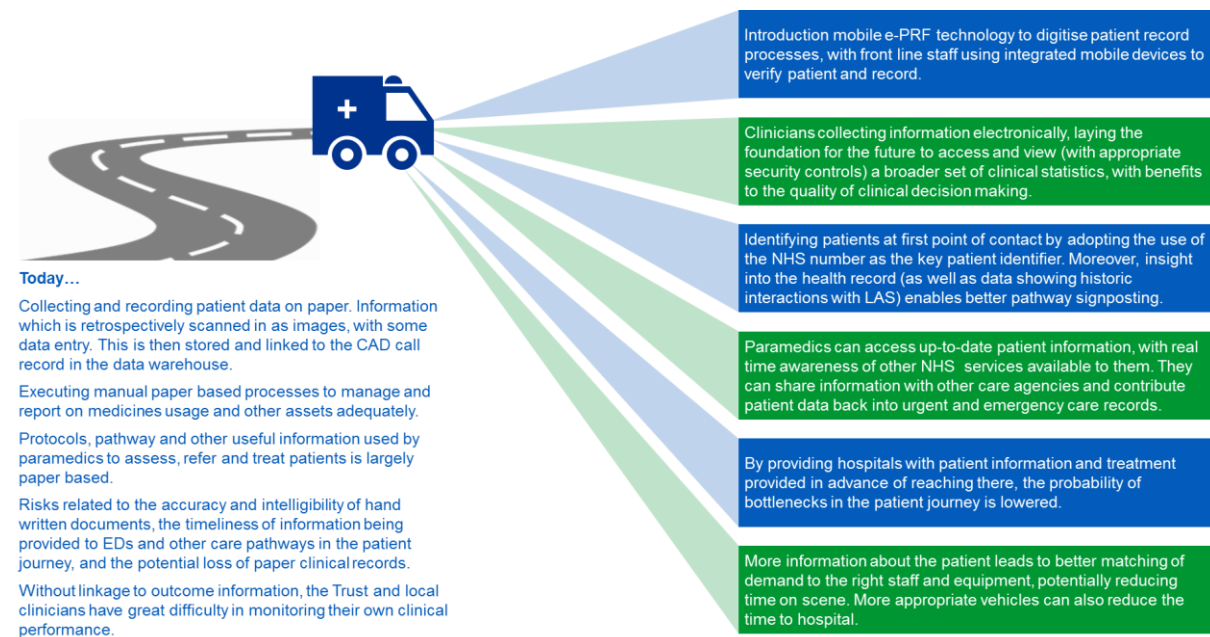 Today...
Collecting and recording patient data on paper. Information
which is retrospectively scanned in as images, with some
data entry. This is then stored and linked to the CAD call
record in the data warehouse.
Executing manual paper based processes to manage and
report on medicines usage and other assets adequately.
Protocols, pathway and other useful information used by
paramedics to assess, refer and treat patients is largely
paper based.
Risks related to the accuracy and intelligibility of hand
written documents, the timeliness of information being
provided to EDs and other care pathways in the patient
journey, and the potential loss of paper clinical records.
Without linkage to outcome information, the Trust and local
clinicians have great difficulty in monitoring their own clinical
performance.
Introduction mobile e-PRF technology to digitise patient record
processes, with front line staff using integrated mobile devices to
verify patient and record.
Clinicians collecting information electronically, laying the
foundation for the future to access and view (with appropriate
security controls) a broader set of clinical statistics, with benefits
to the quality of clinical decision making.
Identifying patients at first point of contact by adopting the use of
the NHS number as the key patient identifier. Moreover, insight
into the health record (as well as data showing historic
interactions with LAS) enables better pathway signposting.
Paramedics can access up-to-date patient information, with real
time awareness of other NHS services available to them. They
can share information with other care agencies and contribute
patient data back into urgent and emergency care records.
By providing hospitals with patient information and treatment
provided in advance of reaching there, the probability of
bottlenecks in the patient journey is lowered.
More information about the patient leads to better matching of
demand to the right staff and equipment, potentially reducing
time on scene. More appropriate vehicles can also reduce the
time to hospital.